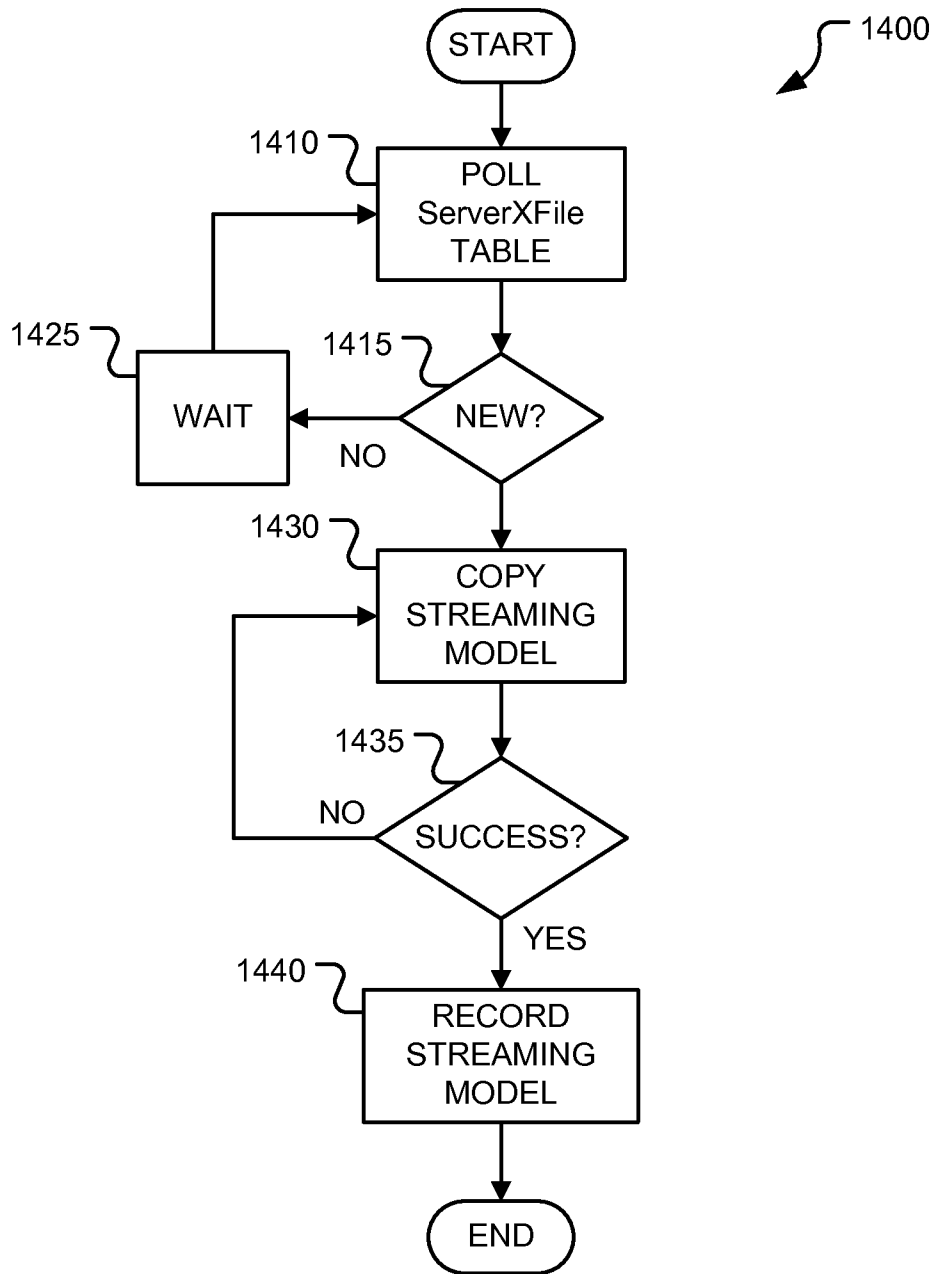 START
1400
1410
POLL
ServerXFile
TABLE
1425
1415
WAIT
NEW?
NO
1430
COPY
STREAMING
MODEL
1435
NO
SUCCESS?
YES
1440
RECORD
STREAMING
MODEL
END